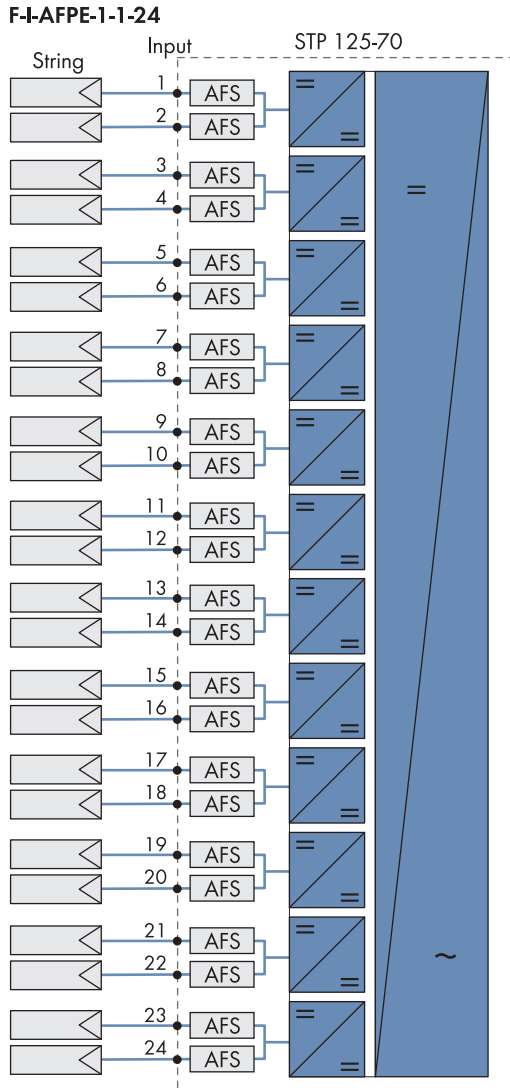 F-I-AFPE-1-1-24
String Input STP 125-70
1 AFS
2 AFS
3 AFS
4 AFS
5 AFS
6 AFS
7 AFS
8 AFS
9 AFS
10 AFS
11 AFS
12 AFS
13 AFS
14 AFS
15 AFS
16 AFS
17 AFS
18 AFS
19 AFS
20 AFS
21 AFS
22 AFS
23 AFS
24 AFS